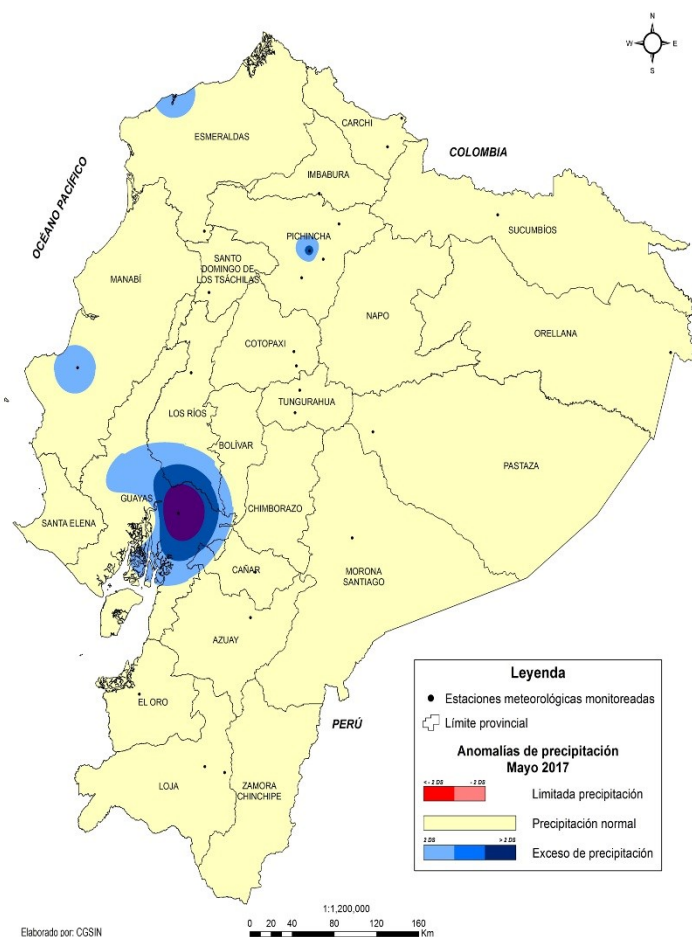 N
W E
S
CARCHI
ESMERALDAS
COLOMBIA
IMBABURA
OCÉANO PACÍFICO
SUCUMBÍOS
PICHINCHA
SANTO
DOMINGO DE
LOS TSÁCHILAS
MANABÍ
NAPO
ORELLANA
COTOPAXI
TUNGURAHUA
LOS RÍOS
BOLÍVAR
PASTAZA
GUAYAS
CHIMBORAZO
SANTA ELENA
MORONA
SANTIAGO
CAÑAR
AZUAY
EL ORO
PERÚ
LOJA
ZAMORA
CHINCHIPE
Leyenda
Estaciones meteorológicas monitoreadas
Límite provincial
Anomalías de precipitación
Mayo 2017
< - 2 DS - 2 DS
Limitada precipitación
Precipitación normal
2 DS > 2 DS
Exceso de precipitación
1:1,200,000
0 20 40 80 120 160
Km
Elaborado por: CGSIN